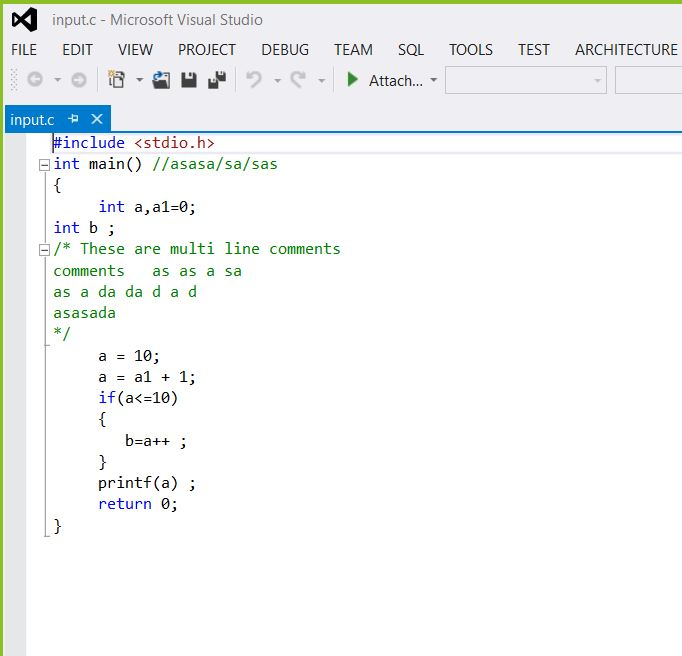 input.c - Microsoft Visual Studio
FILE EDIT VIEW PROJECT DEBUG TEAM SQL TOOLS TEST ARCHITECTURE
Attach...
input.c
#include <stdio.h>
int main() //asasa/sa/sas
{
int a,a1=0;
int b ;
/* These are multi line comments
comments   as as a sa
as a da da d a d
asasada
*/
a = 10;
a = a1 + 1;
if(a<=10)
{
b=a++ ;
}
printf(a) ;
return 0;
}